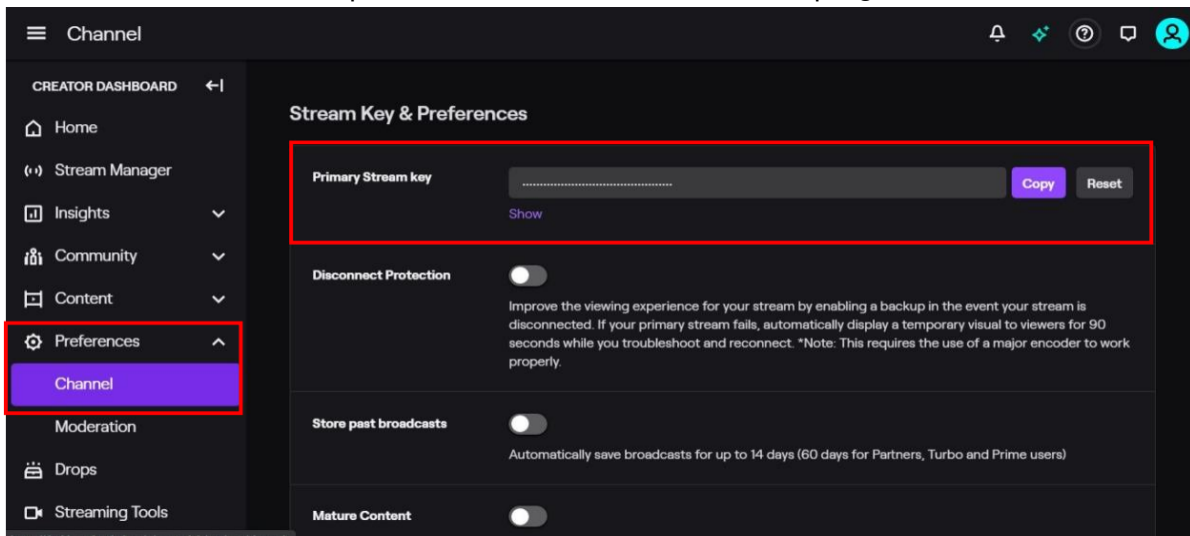 Channel
CREATOR DASHBOARD
Home
Stream Manager
Insights
Community
Content
Preferences
Channel
Moderation
Drops
Streaming Tools
Stream Key & Preferences
Primary Stream key
Copy
Reset
Show
Disconnect Protection
Improve the viewing experience for your stream by enabling a backup in the event your stream is
disconnected. If your primary stream fails, automatically display a temporary visual to viewers for 90
seconds while you troubleshoot and reconnect. *Note: This requires the use of a major encoder to work
properly.
Store past broadcasts
Automatically save broadcasts for up to 14 days (60 days for Partners, Turbo and Prime users)
Mature Content